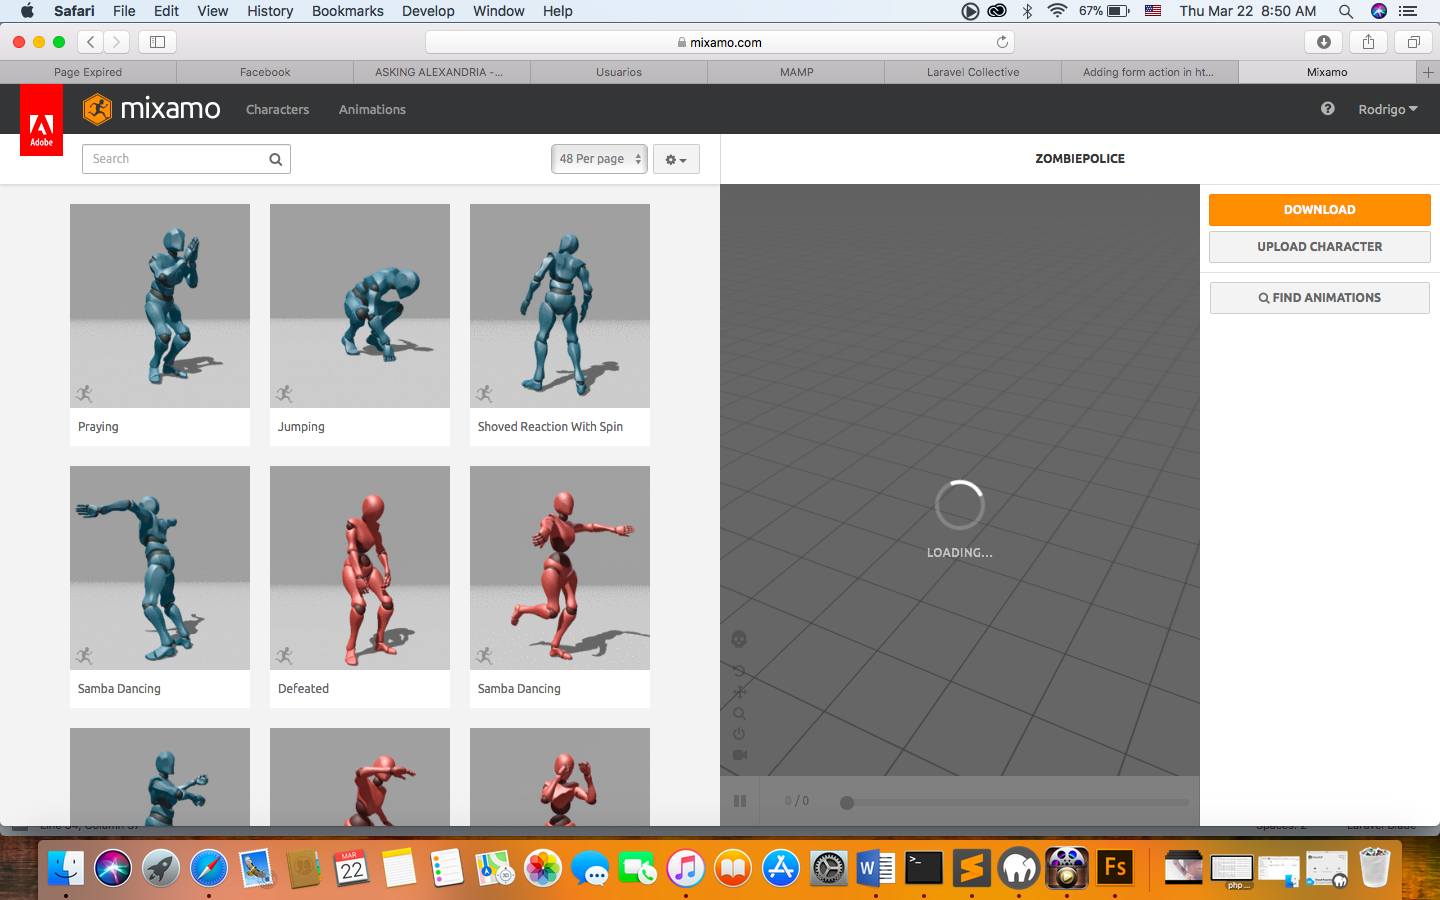 Safari File Edit View History Bookmarks Develop Window Help 67% Thu Mar 22 8:50 AM
mixamo.com
Page Expired Facebook ASKING ALEXANDRIA -... Usuarios MAMP Laravel Collective Adding form action in ht... Mixamo
Adobe mixamo Characters Animations Rodrigo
Search 48 Per page ZOMBIEPOLICE
DOWNLOAD
UPLOAD CHARACTER
FIND ANIMATIONS
Praying Jumping Shoved Reaction With Spin
LOADING...
Samba Dancing Defeated Samba Dancing
0 / 0
MAR
22
php ...
Fs